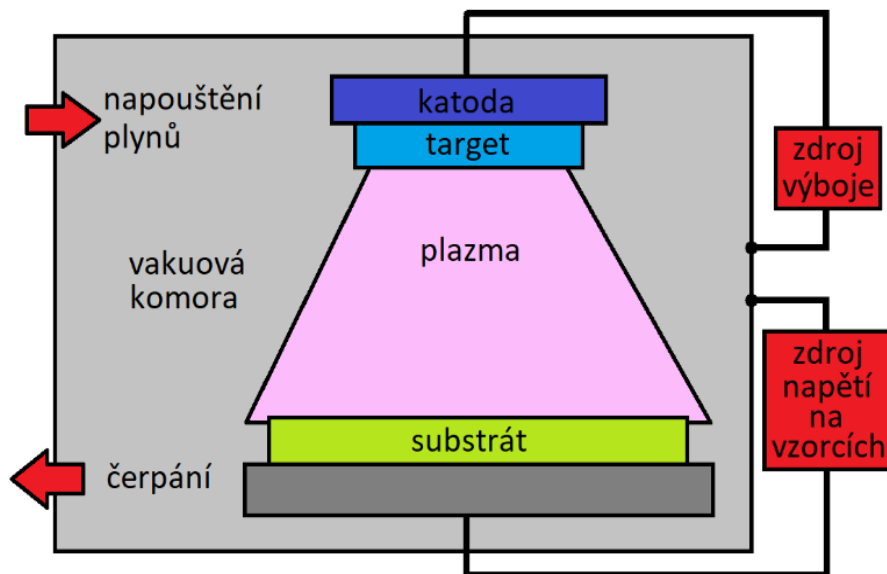 napouštění
plynů
katoda
target
zdroj
výboje
plazma
vakuová
komora
zdroj
napětí
na
vzorcích
substrát
čerpání